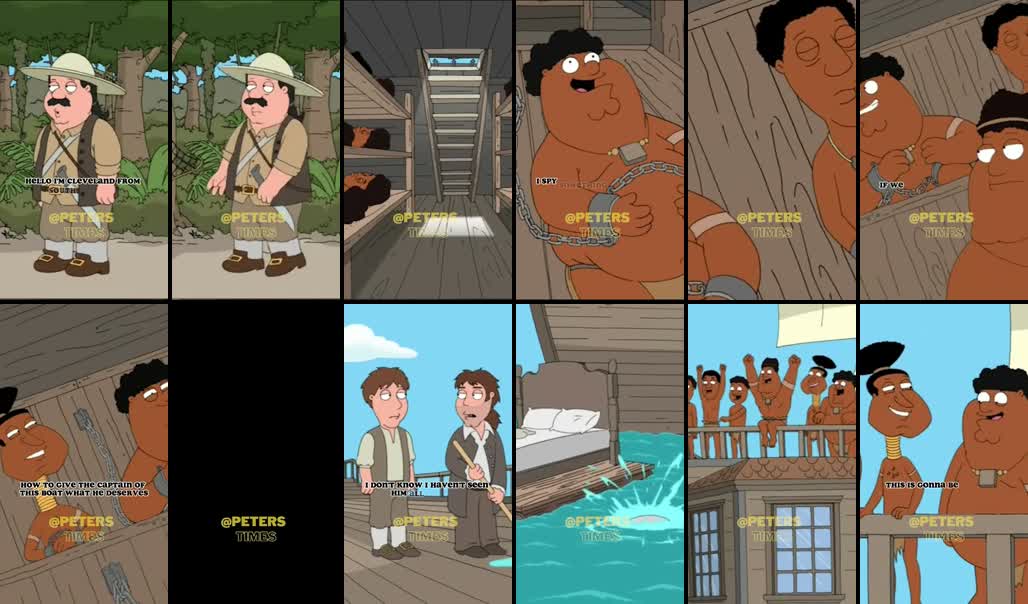 HELLO I'M CLEVELAND FROM
SOUTH
@PETERS
TIMES
@PETERS
TIMES
@PETERS
TIMES
I SPY
SOMETHING
@PETERS
TIMES
@PETERS
TIMES
IF WE
@PETERS
TIMES
HOW TO GIVE THE CAPTAIN OF
THIS BOAT WHAT HE DESERVES
@PETERS
TIMES
@PETERS
TIMES
I DON'T KNOW I HAVEN'T SEEN
HIM ALL
@PETERS
TIMES
@PETERS
TIMES
@PETERS
TIMES
THIS IS GONNA BE
@PETERS
TIMES